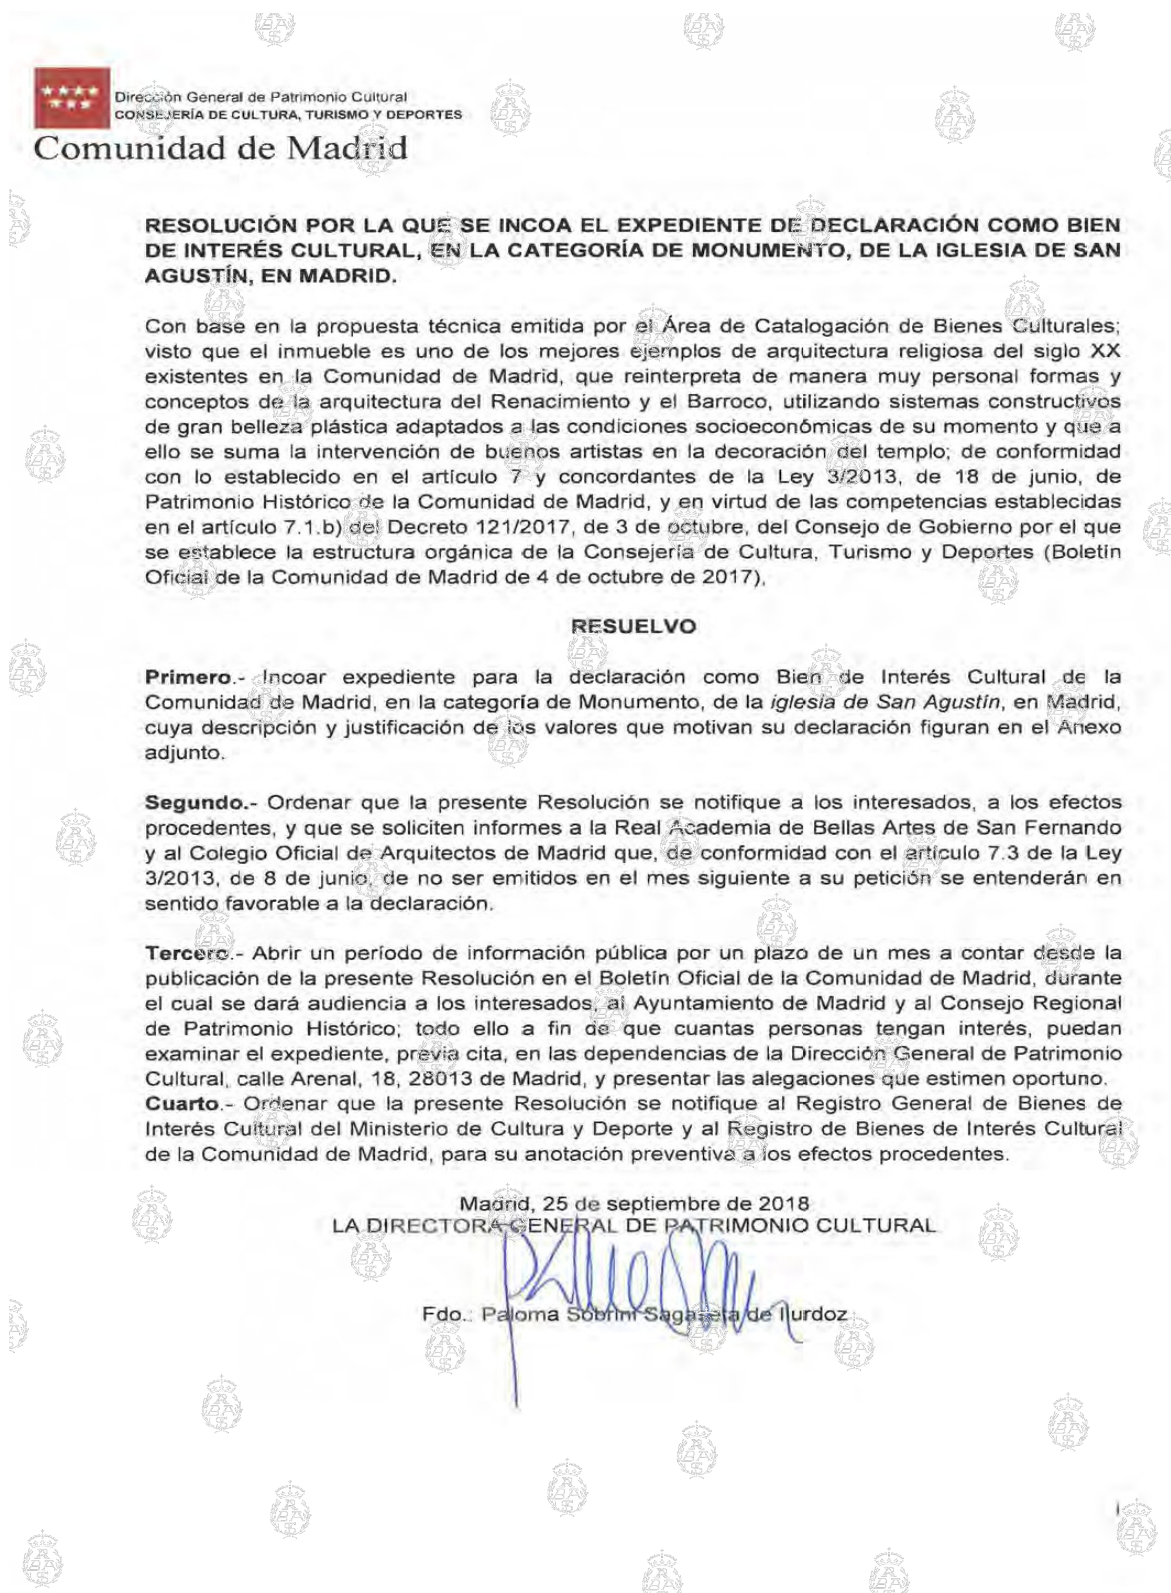 Dirección General de Patrimonio Cultural
CONSEJERÍA DE CULTURA, TURISMO Y DEPORTES
Comunidad de Madrid
RESOLUCIÓN POR LA QUE SE INCOA EL EXPEDIENTE DE DECLARACIÓN COMO BIEN
DE INTERÉS CULTURAL, EN LA CATEGORÍA DE MONUMENTO, DE LA IGLESIA DE SAN
AGUSTÍN, EN MADRID.
Con base en la propuesta técnica emitida por el Área de Catalogación de Bienes Culturales;
visto que el inmueble es uno de los mejores ejemplos de arquitectura religiosa del siglo XX
existentes en la Comunidad de Madrid, que reinterpreta de manera muy personal formas y
conceptos de la arquitectura del Renacimiento y el Barroco, utilizando sistemas constructivos
de gran belleza plástica adaptados a las condiciones socioeconómicas de su momento y que a
ello se suma la intervención de buenos artistas en la decoración del templo; de conformidad
con lo establecido en el artículo 7 y concordantes de la Ley 3/2013, de 18 de junio, de
Patrimonio Histórico de la Comunidad de Madrid, y en virtud de las competencias establecidas
en el artículo 7.1.b) del Decreto 121/2017, de 3 de octubre, del Consejo de Gobierno por el que
se establece la estructura orgánica de la Consejería de Cultura, Turismo y Deportes (Boletín
Oficial de la Comunidad de Madrid de 4 de octubre de 2017),
RESUELVO
Primero.- Incoar expediente para la declaración como Bien de Interés Cultural de la
Comunidad de Madrid, en la categoría de Monumento, de la iglesia de San Agustín, en Madrid,
cuya descripción y justificación de los valores que motivan su declaración figuran en el Anexo
adjunto.
Segundo.- Ordenar que la presente Resolución se notifique a los interesados, a los efectos
procedentes, y que se soliciten informes a la Real Academia de Bellas Artes de San Fernando
y al Colegio Oficial de Arquitectos de Madrid que, de conformidad con el artículo 7.3 de la Ley
3/2013, de 8 de junio, de no ser emitidos en el mes siguiente a su petición se entenderán en
sentido favorable a la declaración.
Tercero.- Abrir un período de información pública por un plazo de un mes a contar desde la
publicación de la presente Resolución en el Boletín Oficial de la Comunidad de Madrid, durante
el cual se dará audiencia a los interesados, al Ayuntamiento de Madrid y al Consejo Regional
de Patrimonio Histórico; todo ello a fin de que cuantas personas tengan interés, puedan
examinar el expediente, previa cita, en las dependencias de la Dirección General de Patrimonio
Cultural, calle Arenal, 18, 28013 de Madrid, y presentar las alegaciones que estimen oportuno.
Cuarto.- Ordenar que la presente Resolución se notifique al Registro General de Bienes de
Interés Cultural del Ministerio de Cultura y Deporte y al Registro de Bienes de Interés Cultural
de la Comunidad de Madrid, para su anotación preventiva a los efectos procedentes.
Madrid, 25 de septiembre de 2018
LA DIRECTORA GENERAL DE PATRIMONIO CULTURAL
Fdo.: Paloma Sobrini Sagaseta de Ilurdoz